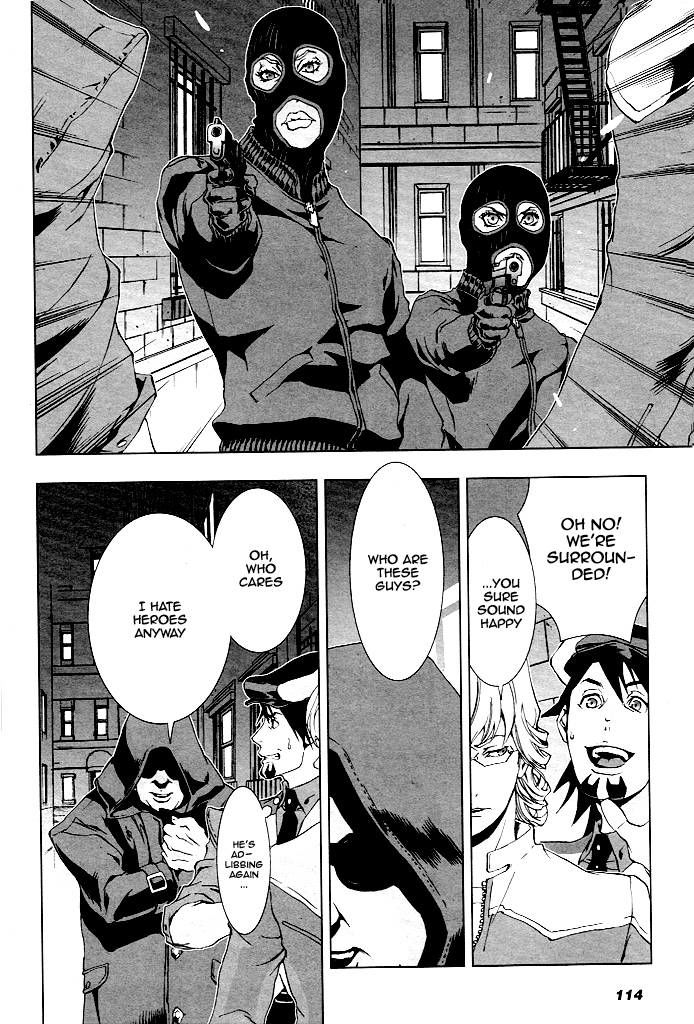 OH NO!
WE'RE
SURROUN-
DED!
...YOU
SURE
SOUND
HAPPY
WHO ARE
THESE
GUYS?
OH,
WHO
CARES
I HATE
HEROES
ANYWAY
HE'S
AD-
LIBBING
AGAIN
...
114